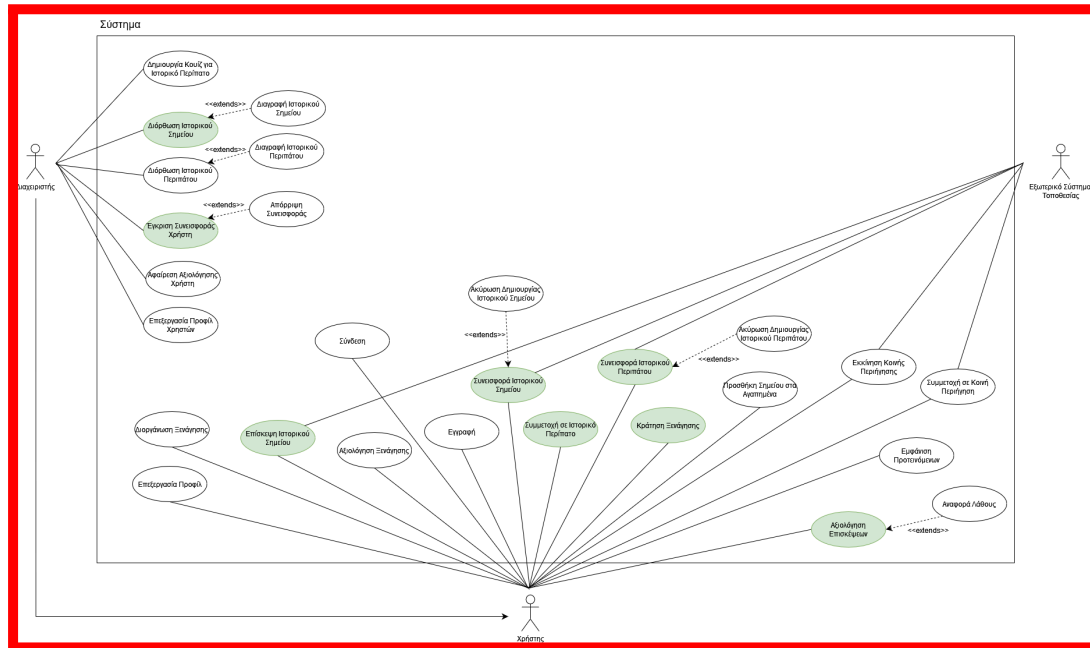 Σύστημα
Δημιουργία Κουίζ για
Ιστορικό Περίπατο
<<extends>>
Διαγραφή Ιστορικού
Σημείου
Διόρθωση Ιστορικού
Σημείου
<<extends>>
Διαγραφή Ιστορικού
Περιπάτου
Διόρθωση Ιστορικού
Περιπάτου
Διαχειριστής
Εξωτερικό Σύστημα
Τοποθεσίας
<<extends>>
Απόρριψη
Συνεισφοράς
Έγκριση Συνεισφοράς
Χρήστη
Αφαίρεση Αξιολόγησης
Χρήστη
Επεξεργασία Προφίλ
Χρηστών
Ακύρωση Δημιουργίας
Ιστορικού Σημείου
<<extends>>
Σύνδεση
Ακύρωση Δημιουργίας
Ιστορικού Περιπάτου
<<extends>>
Συνεισφορά Ιστορικού
Σημείου
Συνεισφορά Ιστορικού
Περιπάτου
Εκκίνηση Κοινής
Περιήγησης
Συμμετοχή σε Κοινή
Περιήγηση
Προσθήκη Σημείου στα
Αγαπημένα
Διοργάνωση Ξενάγησης
Επίσκεψη Ιστορικού
Σημείου
Αξιολόγηση Ξενάγησης
Εγγραφή
Συμμετοχή σε Ιστορικό
Περίπατο
Κράτηση Ξενάγησης
Εμφάνιση
Προτεινόμενων
Επεξεργασία Προφίλ
Αναφορά Λάθους
<<extends>>
Αξιολόγηση
Επισκέψεων
Χρήστης